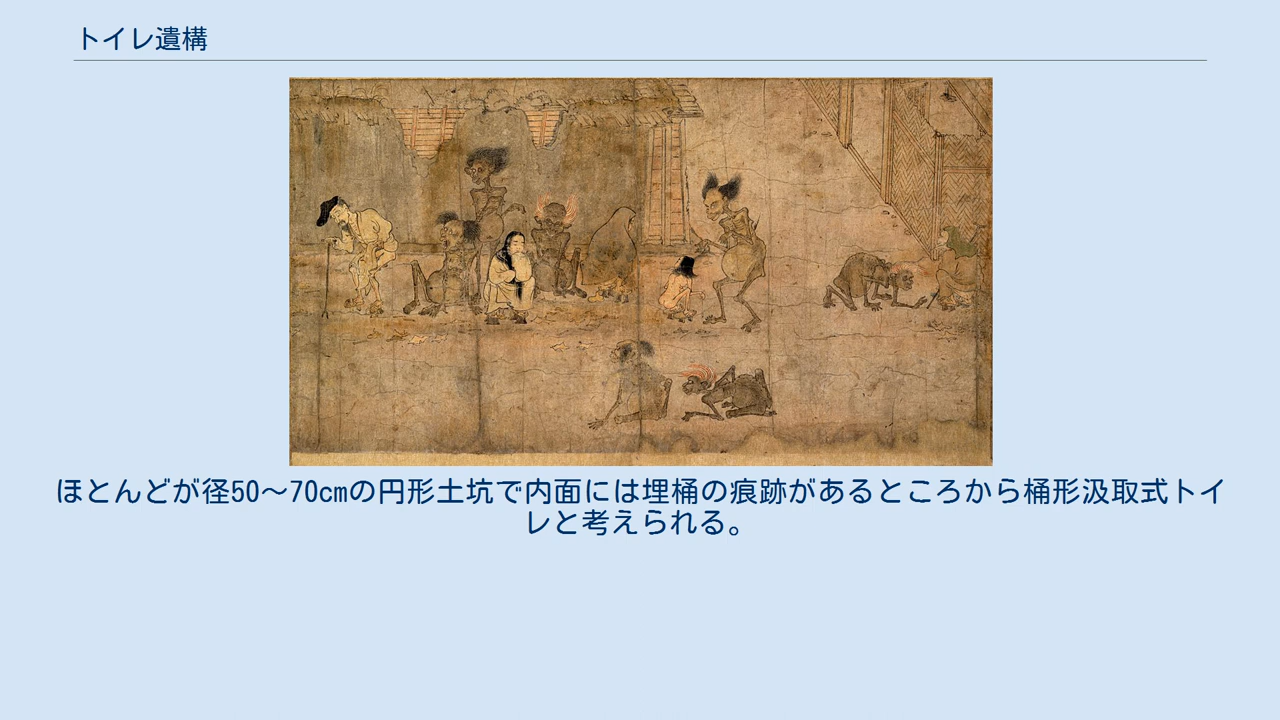 トイレ遺構
ほとんどが径50～70cmの円形土坑で内面には埋桶の痕跡があるところから桶形汲取式トイ
レと考えられる。